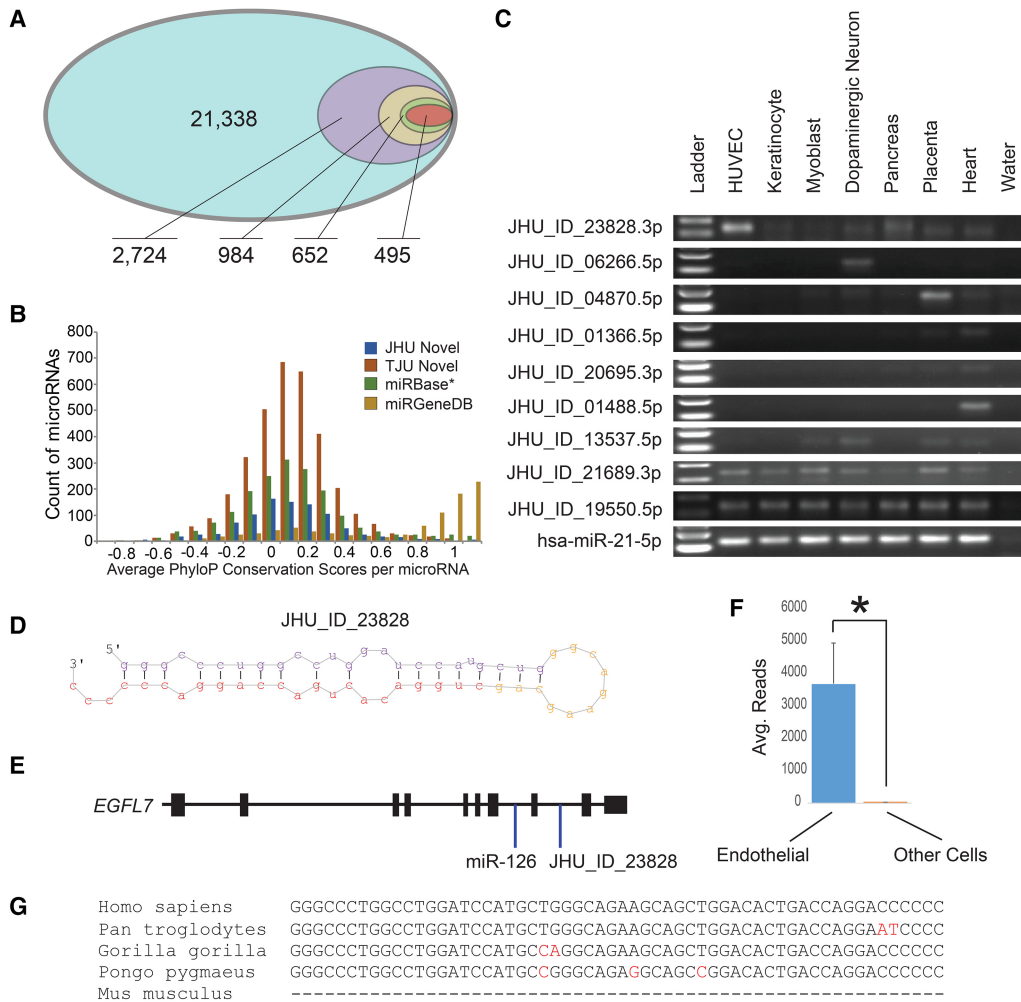 A
21,338
2,724
984
652
495
B
800
700
600
500
400
300
200
100
0
Count of microRNAs
JHU Novel
TJU Novel
miRBase*
miRGeneDB
-0.8 -0.6 -0.4 -0.2 0 0.2 0.4 0.6 0.8 1
Average PhyloP Conservation Scores per microRNA
C
Ladder
HUVEC
Keratinocyte
Myoblast
Dopaminergic Neuron
Pancreas
Placenta
Heart
Water
JHU_ID_23828.3p
JHU_ID_06266.5p
JHU_ID_04870.5p
JHU_ID_01366.5p
JHU_ID_20695.3p
JHU_ID_01488.5p
JHU_ID_13537.5p
JHU_ID_21689.3p
JHU_ID_19550.5p
hsa-miR-21-5p
D
JHU_ID_23828
5' gggcccuggccuggauccaugcugggcagaagcagcuggacacugaccaggacccccc 3'
E
EGFL7
miR-126
JHU_ID_23828
F
6000
5000
4000
3000
2000
1000
0
Avg. Reads
*
Endothelial
Other Cells
G
Homo sapiens GGGCCCTGGCCTGGATCCATGCTGGGCAGAAGCAGCTGGACACTGACCAGGACCCCCC
Pan troglodytes GGGCCCTGGCCTGGATCCATGCTGGGCAGAAGCAGCTGGACACTGACCAGGAATCCCC
Gorilla gorilla GGGCCCTGGCCTGGATCCATGCCAGGCAGAAGCAGCTGGACACTGACCAGGACCCCCC
Pongo pygmaeus GGGCCCTGGCCTGGATCCATGCCGGGCAGAGGCAGCCGGACACTGACCAGGACCCCCC
Mus musculus ----------------------------------------------------------